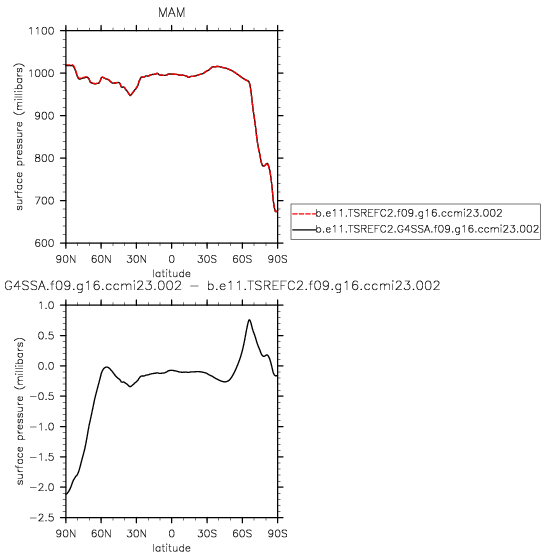 MAM
1100
1000
900
800
700
600
surface pressure (millibars)
90N 60N 30N 0 30S 60S 90S
latitude
b.e11.TSREFC2.f09.g16.ccmi23.002
b.e11.TSREFC2.G4SSA.f09.g16.ccmi23.002
G4SSA.f09.g16.ccmi23.002 − b.e11.TSREFC2.f09.g16.ccmi23.002
1.0
0.5
0.0
−0.5
−1.0
−1.5
−2.0
−2.5
surface pressure (millibars)
90N 60N 30N 0 30S 60S 90S
latitude